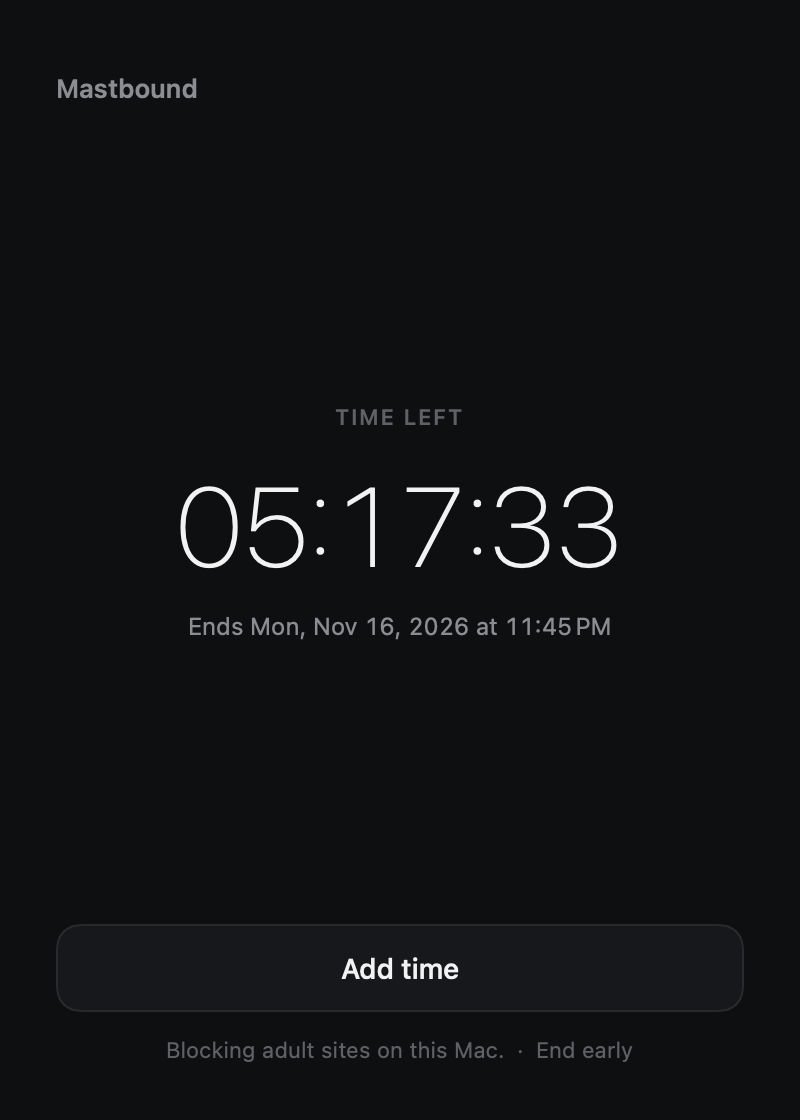 Mastbound
TIME LEFT
05:17:33
Ends Mon, Nov 16, 2026 at 11:45 PM
Add time
Blocking adult sites on this Mac. · End early